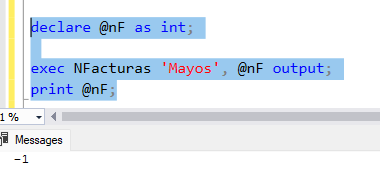 declare @nF as int;
exec NFacturas 'Mayos', @nF output;
print @nF;
1 %
Messages
-1